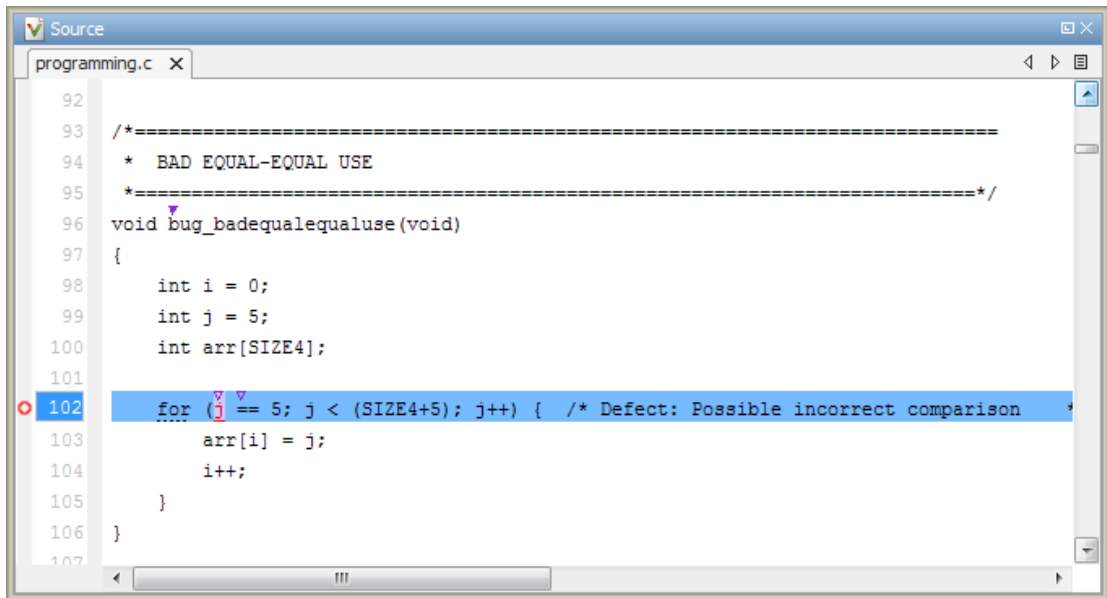 Source
programming.c
92
93 /*============================================================================
94  *  BAD EQUAL-EQUAL USE
95  *==========================================================================*/
96 void bug_badequalequaluse(void)
97 {
98     int i = 0;
99     int j = 5;
100     int arr[SIZE4];
101
102     for (j == 5; j < (SIZE4+5); j++) {  /* Defect: Possible incorrect comparison    *
103         arr[i] = j;
104         i++;
105     }
106 }
107